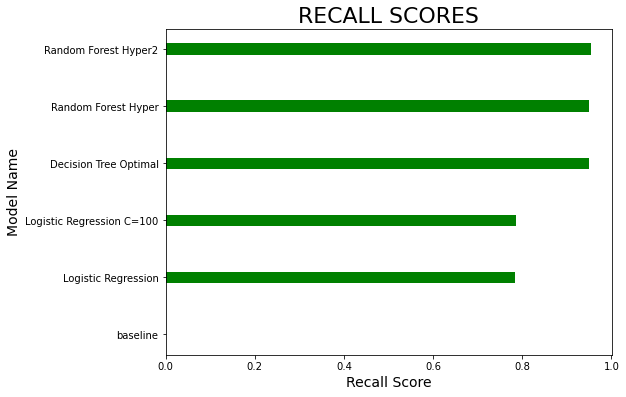 RECALL SCORES
Model Name
Random Forest Hyper2
Random Forest Hyper
Decision Tree Optimal
Logistic Regression C=100
Logistic Regression
baseline
0.0 0.2 0.4 0.6 0.8 1.0
Recall Score